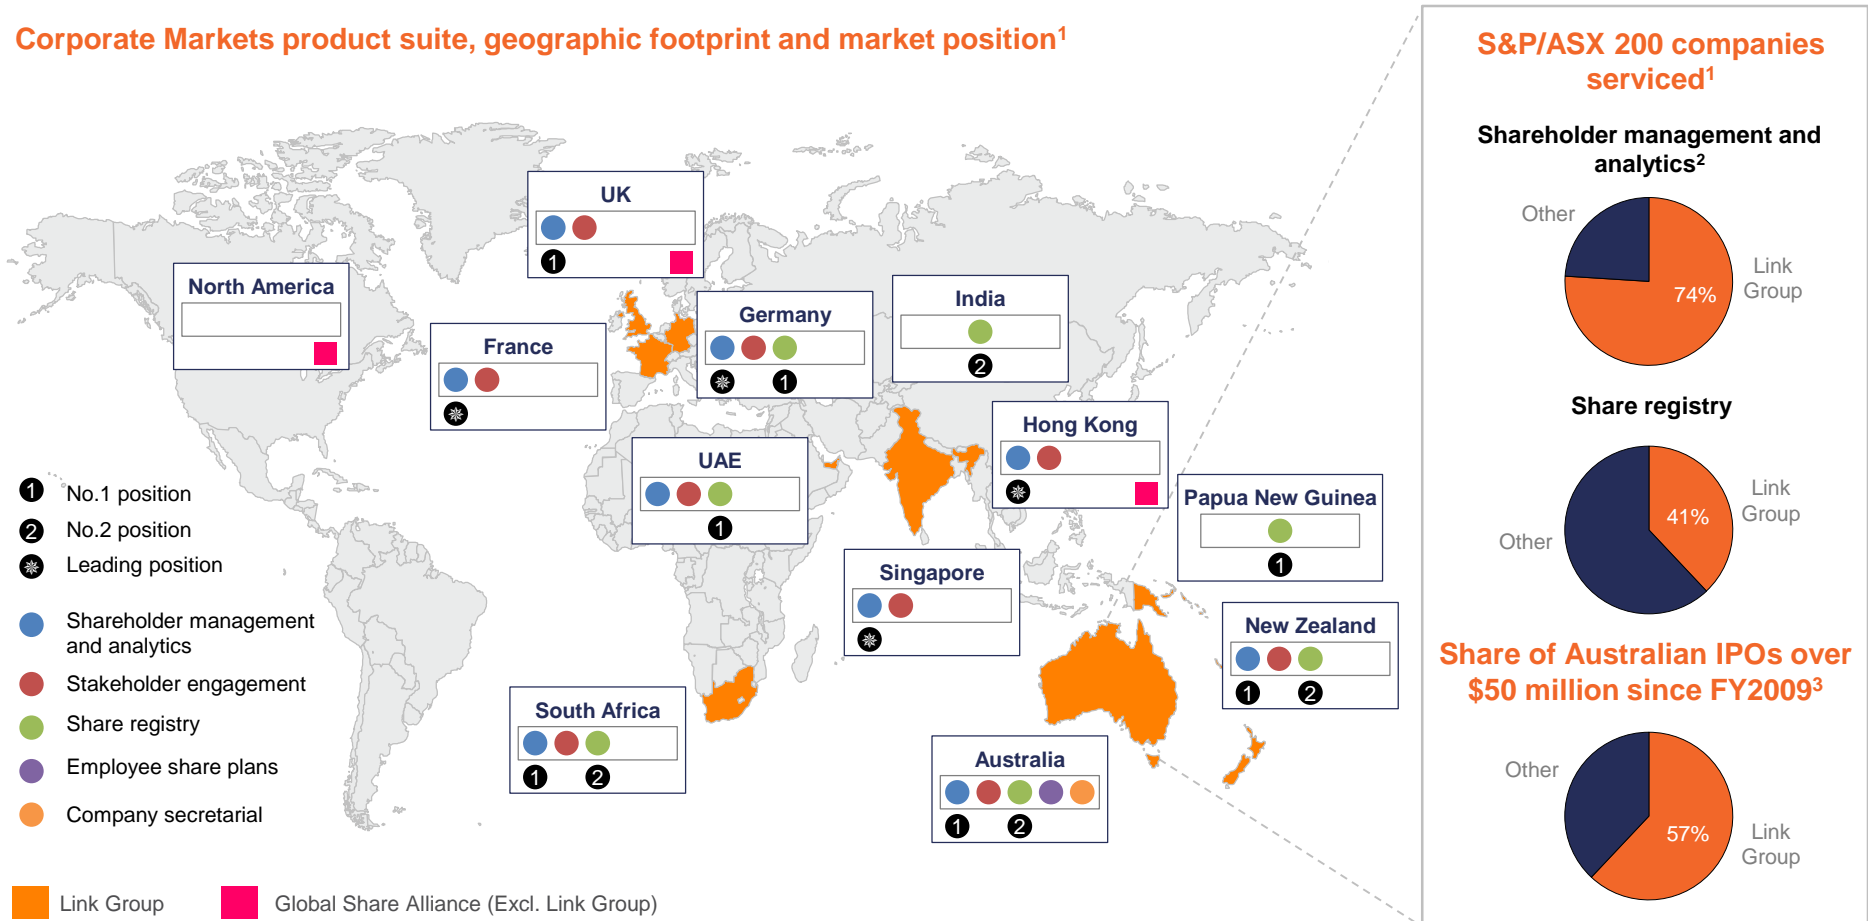 Corporate Markets product suite, geographic footprint and market position1
S&P/ASX 200 companies
serviced1
Shareholder management and
analytics2
Other
Link
Group
74%
Share registry
Link
Group
41%
Other
Share of Australian IPOs over
$50 million since FY20093
Other
57%
Link
Group
UK
1
North America
France
Germany
1
India
2
Hong Kong
UAE
1
Papua New Guinea
1
Singapore
New Zealand
1 2
South Africa
1 2
Australia
1 2
1 No.1 position
2 No.2 position
Leading position
Shareholder management
and analytics
Stakeholder engagement
Share registry
Employee share plans
Company secretarial
Link Group
Global Share Alliance (Excl. Link Group)